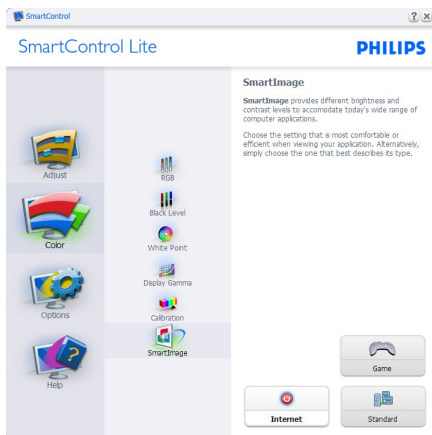 SmartControl
SmartControl Lite
PHILIPS
Adjust
Color
Options
Help
RGB
Black Level
White Point
Display Gamma
Calibration
SmartImage
SmartImage
SmartImage provides different brightness and
contrast levels to accomodate today's wide range of
computer applications.
Choose the setting that is most comfortable or
efficient when viewing your application. Alternatively,
simply choose the one that best describes its type.
Game
Internet
Standard